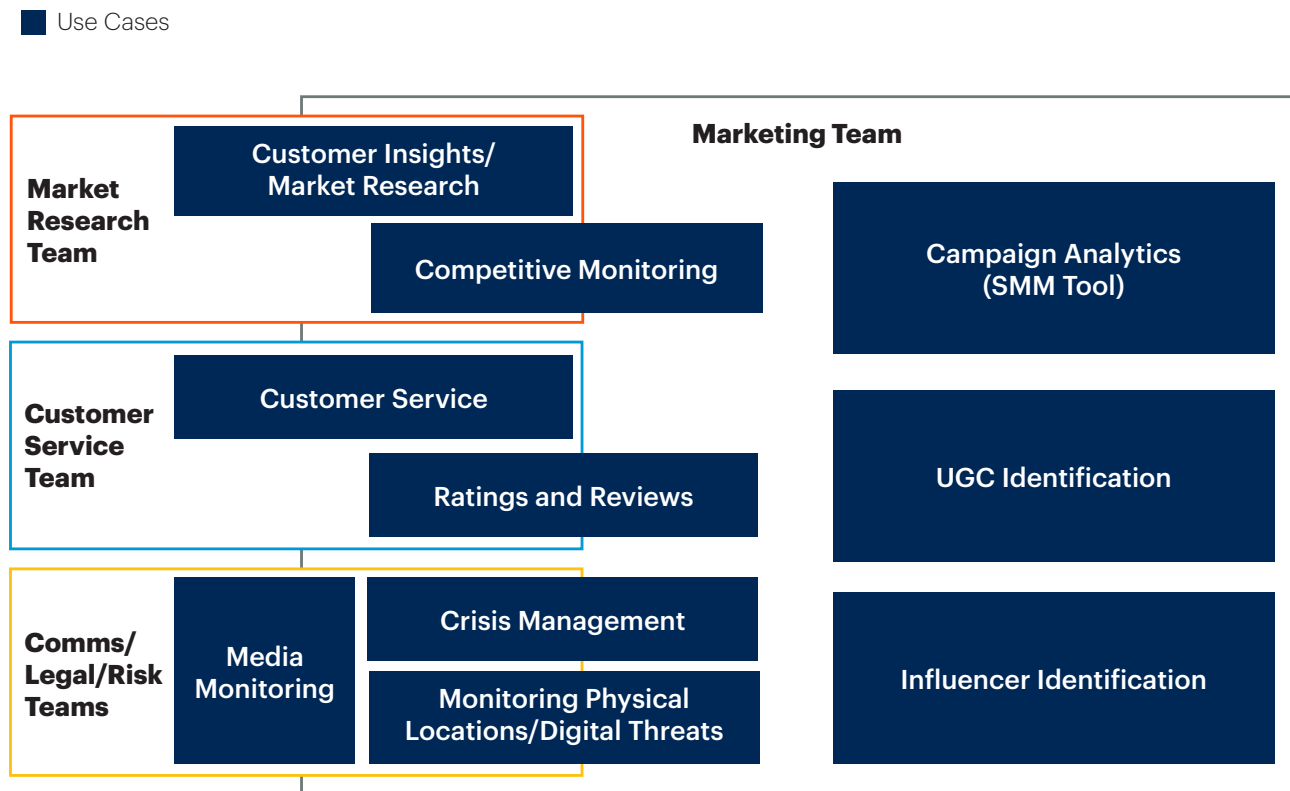 Use Cases
Marketing Team
Market
Research
Team
Customer Insights/
Market Research
Competitive Monitoring
Campaign Analytics
(SMM Tool)
Customer
Service
Team
Customer Service
Ratings and Reviews
UGC Identification
Comms/
Legal/Risk
Teams
Media
Monitoring
Crisis Management
Monitoring Physical
Locations/Digital Threats
Influencer Identification